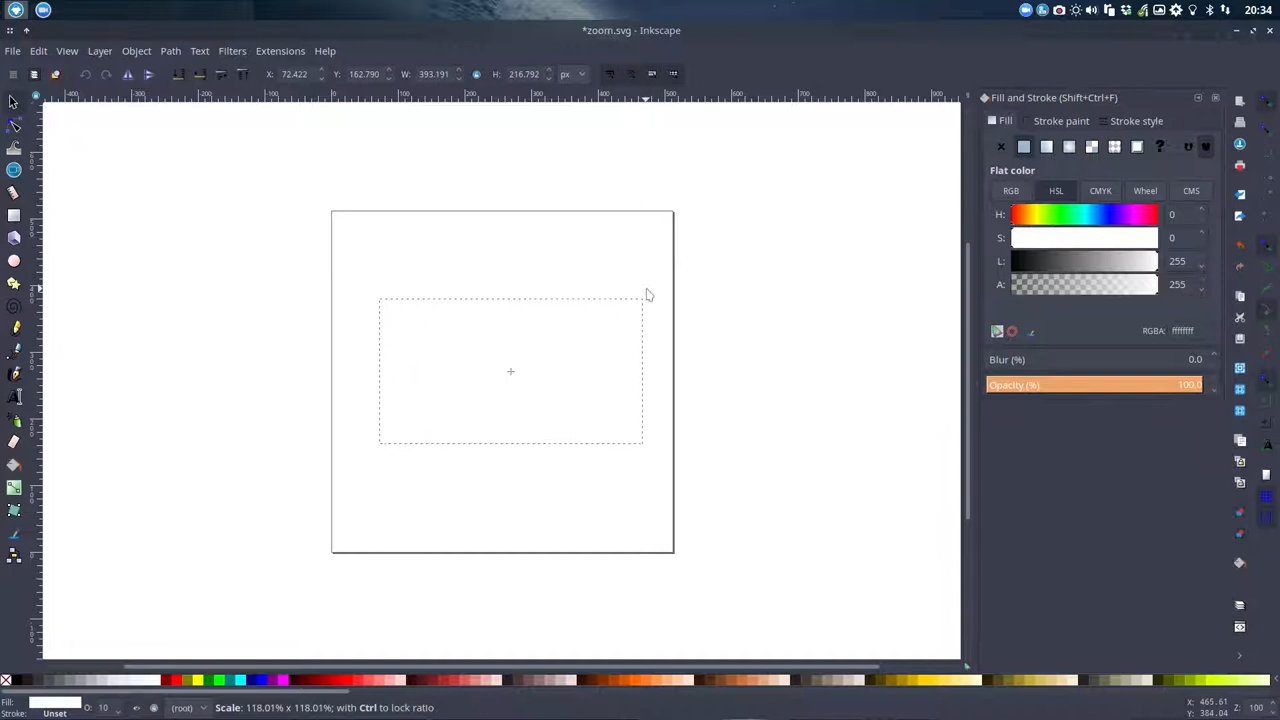 20:34
*zoom.svg - Inkscape
File Edit View Layer Object Path Text Filters Extensions Help
X: 72.422 Y: 162.790 W: 393.191 H: 216.792 px
Fill and Stroke (Shift+Ctrl+F)
Fill Stroke paint Stroke style
Flat color
RGB HSL CMYK Wheel CMS
H: 0
S: 0
L: 255
A: 255
RGBA: ffffffff
Blur (%) 0.0
Opacity (%) 100.0
Fill: O: 10 (root) Scale: 118.01% x 118.01%; with Ctrl to lock ratio
Stroke: Unset
X: 465.61
Y: 384.04
Z: 100